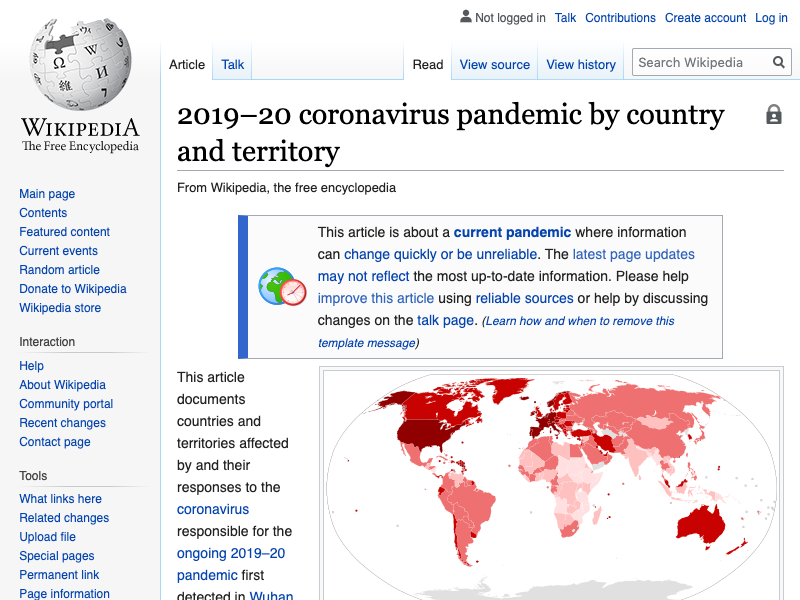 Not logged in Talk Contributions Create account Log in
Article Talk Read View source View history Search Wikipedia
Ω W И 維
WIKIPEDIA
The Free Encyclopedia
Main page
Contents
Featured content
Current events
Random article
Donate to Wikipedia
Wikipedia store
Interaction
Help
About Wikipedia
Community portal
Recent changes
Contact page
Tools
What links here
Related changes
Upload file
Special pages
Permanent link
Page information
2019–20 coronavirus pandemic by country
and territory
From Wikipedia, the free encyclopedia
This article is about a current pandemic where information
can change quickly or be unreliable. The latest page updates
may not reflect the most up-to-date information. Please help
improve this article using reliable sources or help by discussing
changes on the talk page. (Learn how and when to remove this
template message)
This article
documents
countries and
territories affected
by and their
responses to the
coronavirus
responsible for the
ongoing 2019–20
pandemic first
detected in Wuhan